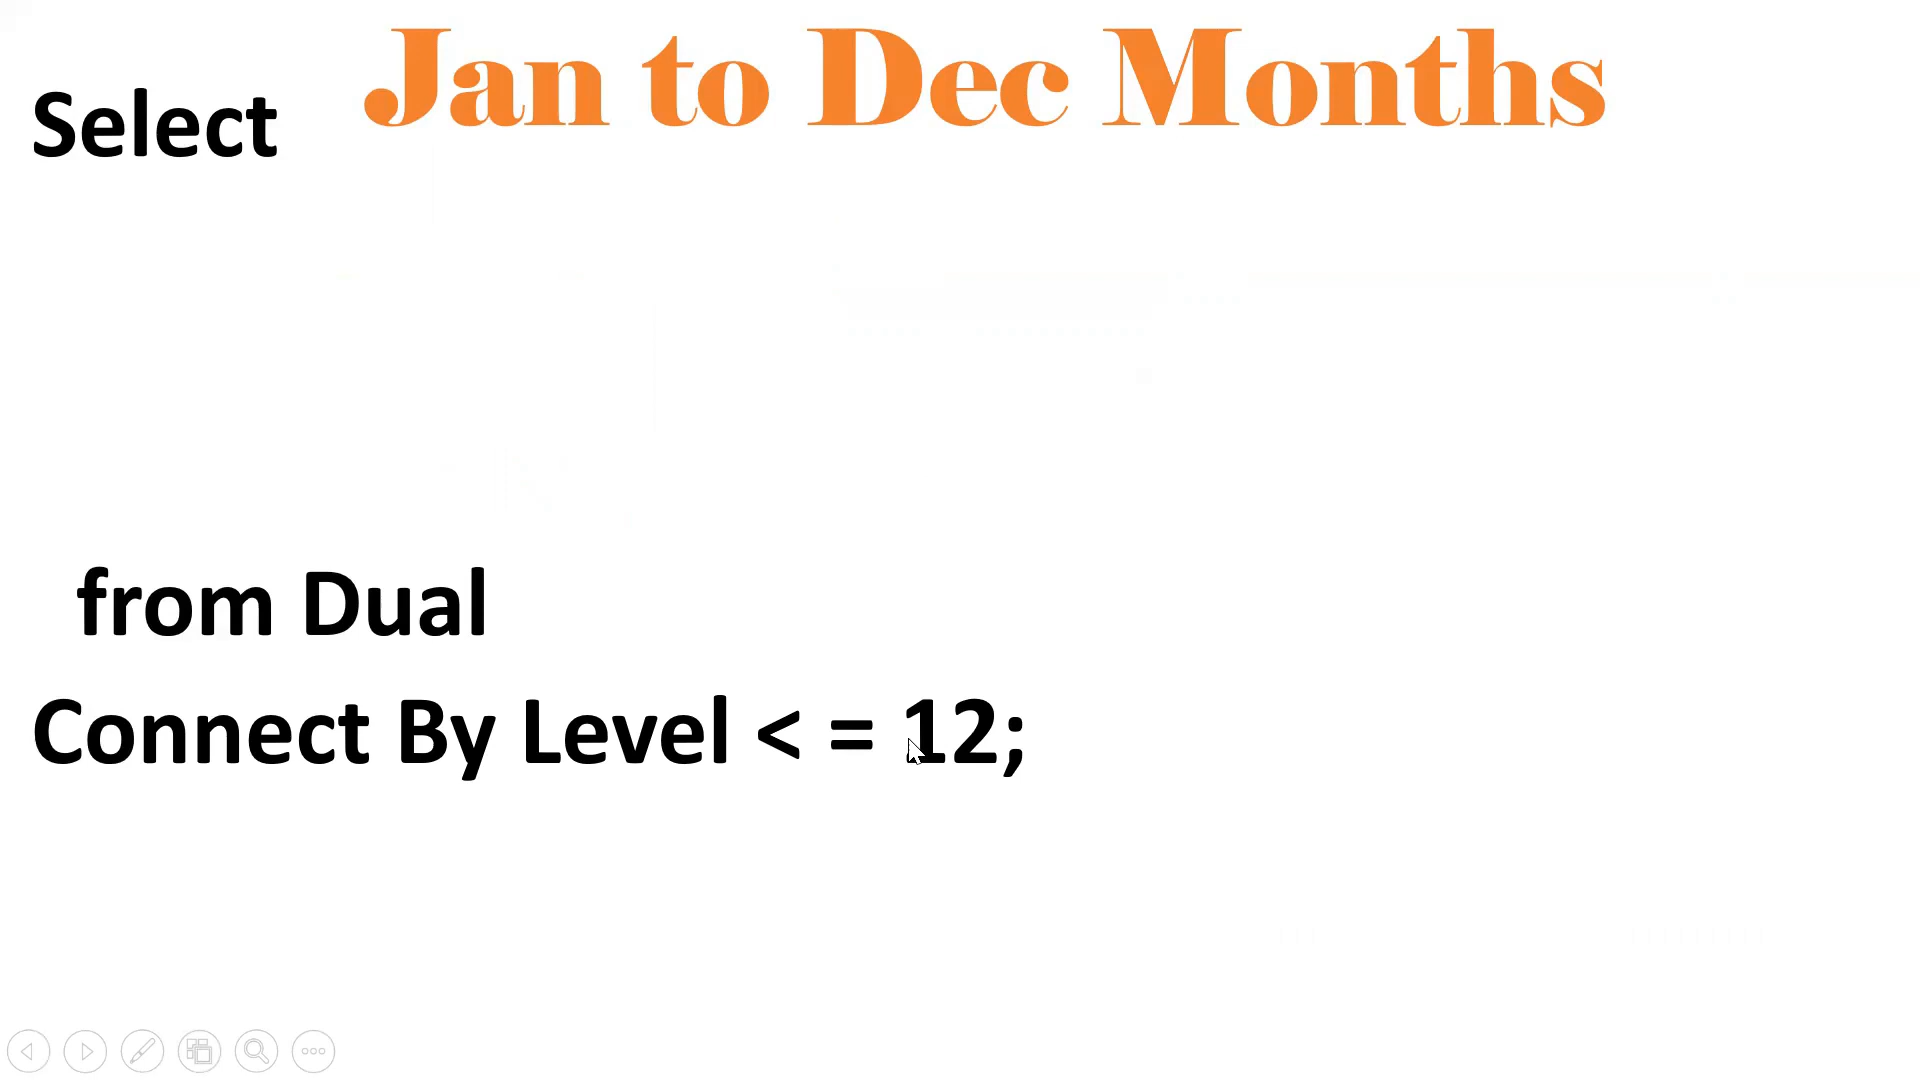 Jan to Dec Months
Select
from Dual
Connect By Level < = 12;